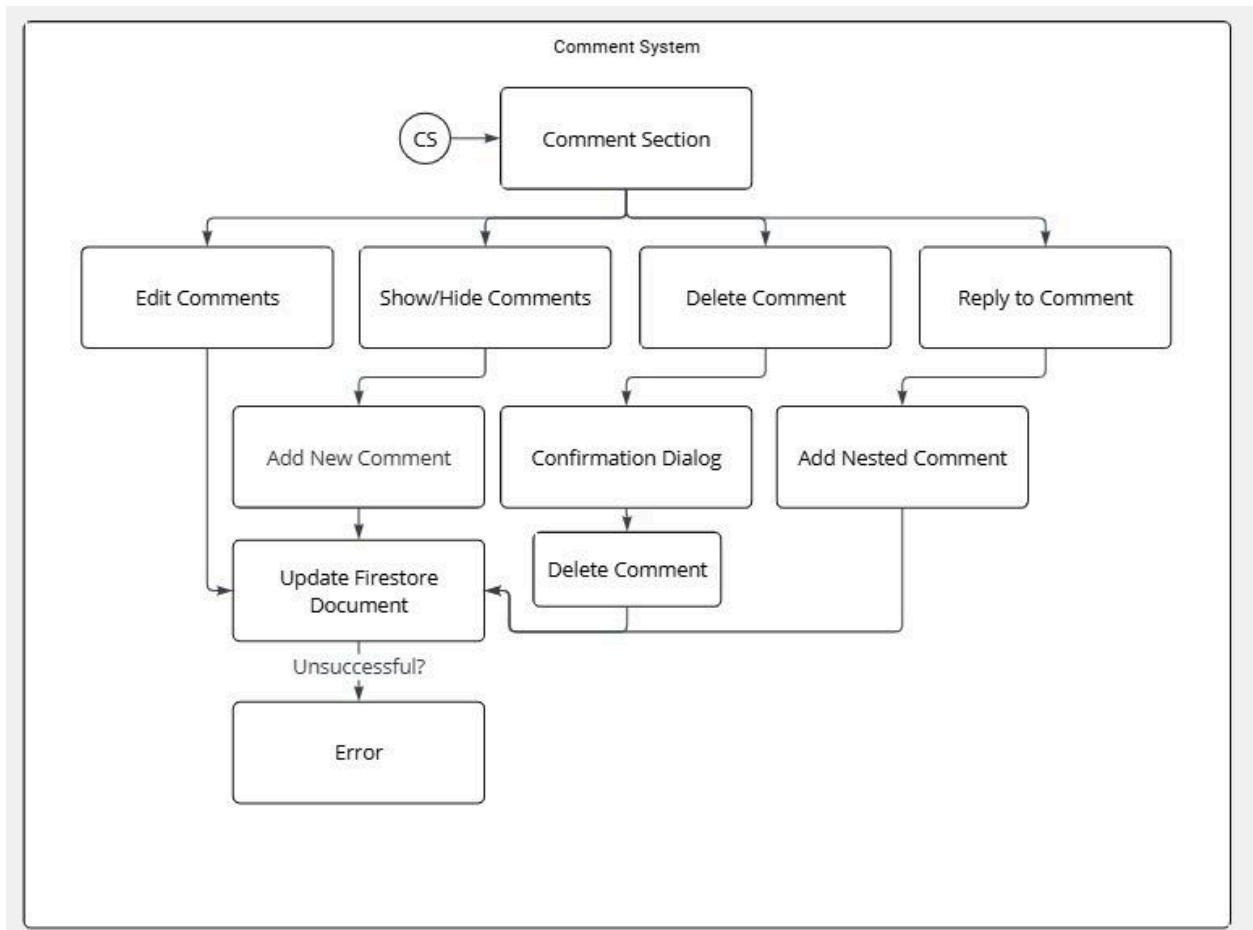 Comment System
CS
Comment Section
Edit Comments
Show/Hide Comments
Delete Comment
Reply to Comment
Add New Comment
Confirmation Dialog
Add Nested Comment
Update Firestore
Document
Delete Comment
Unsuccessful?
Error